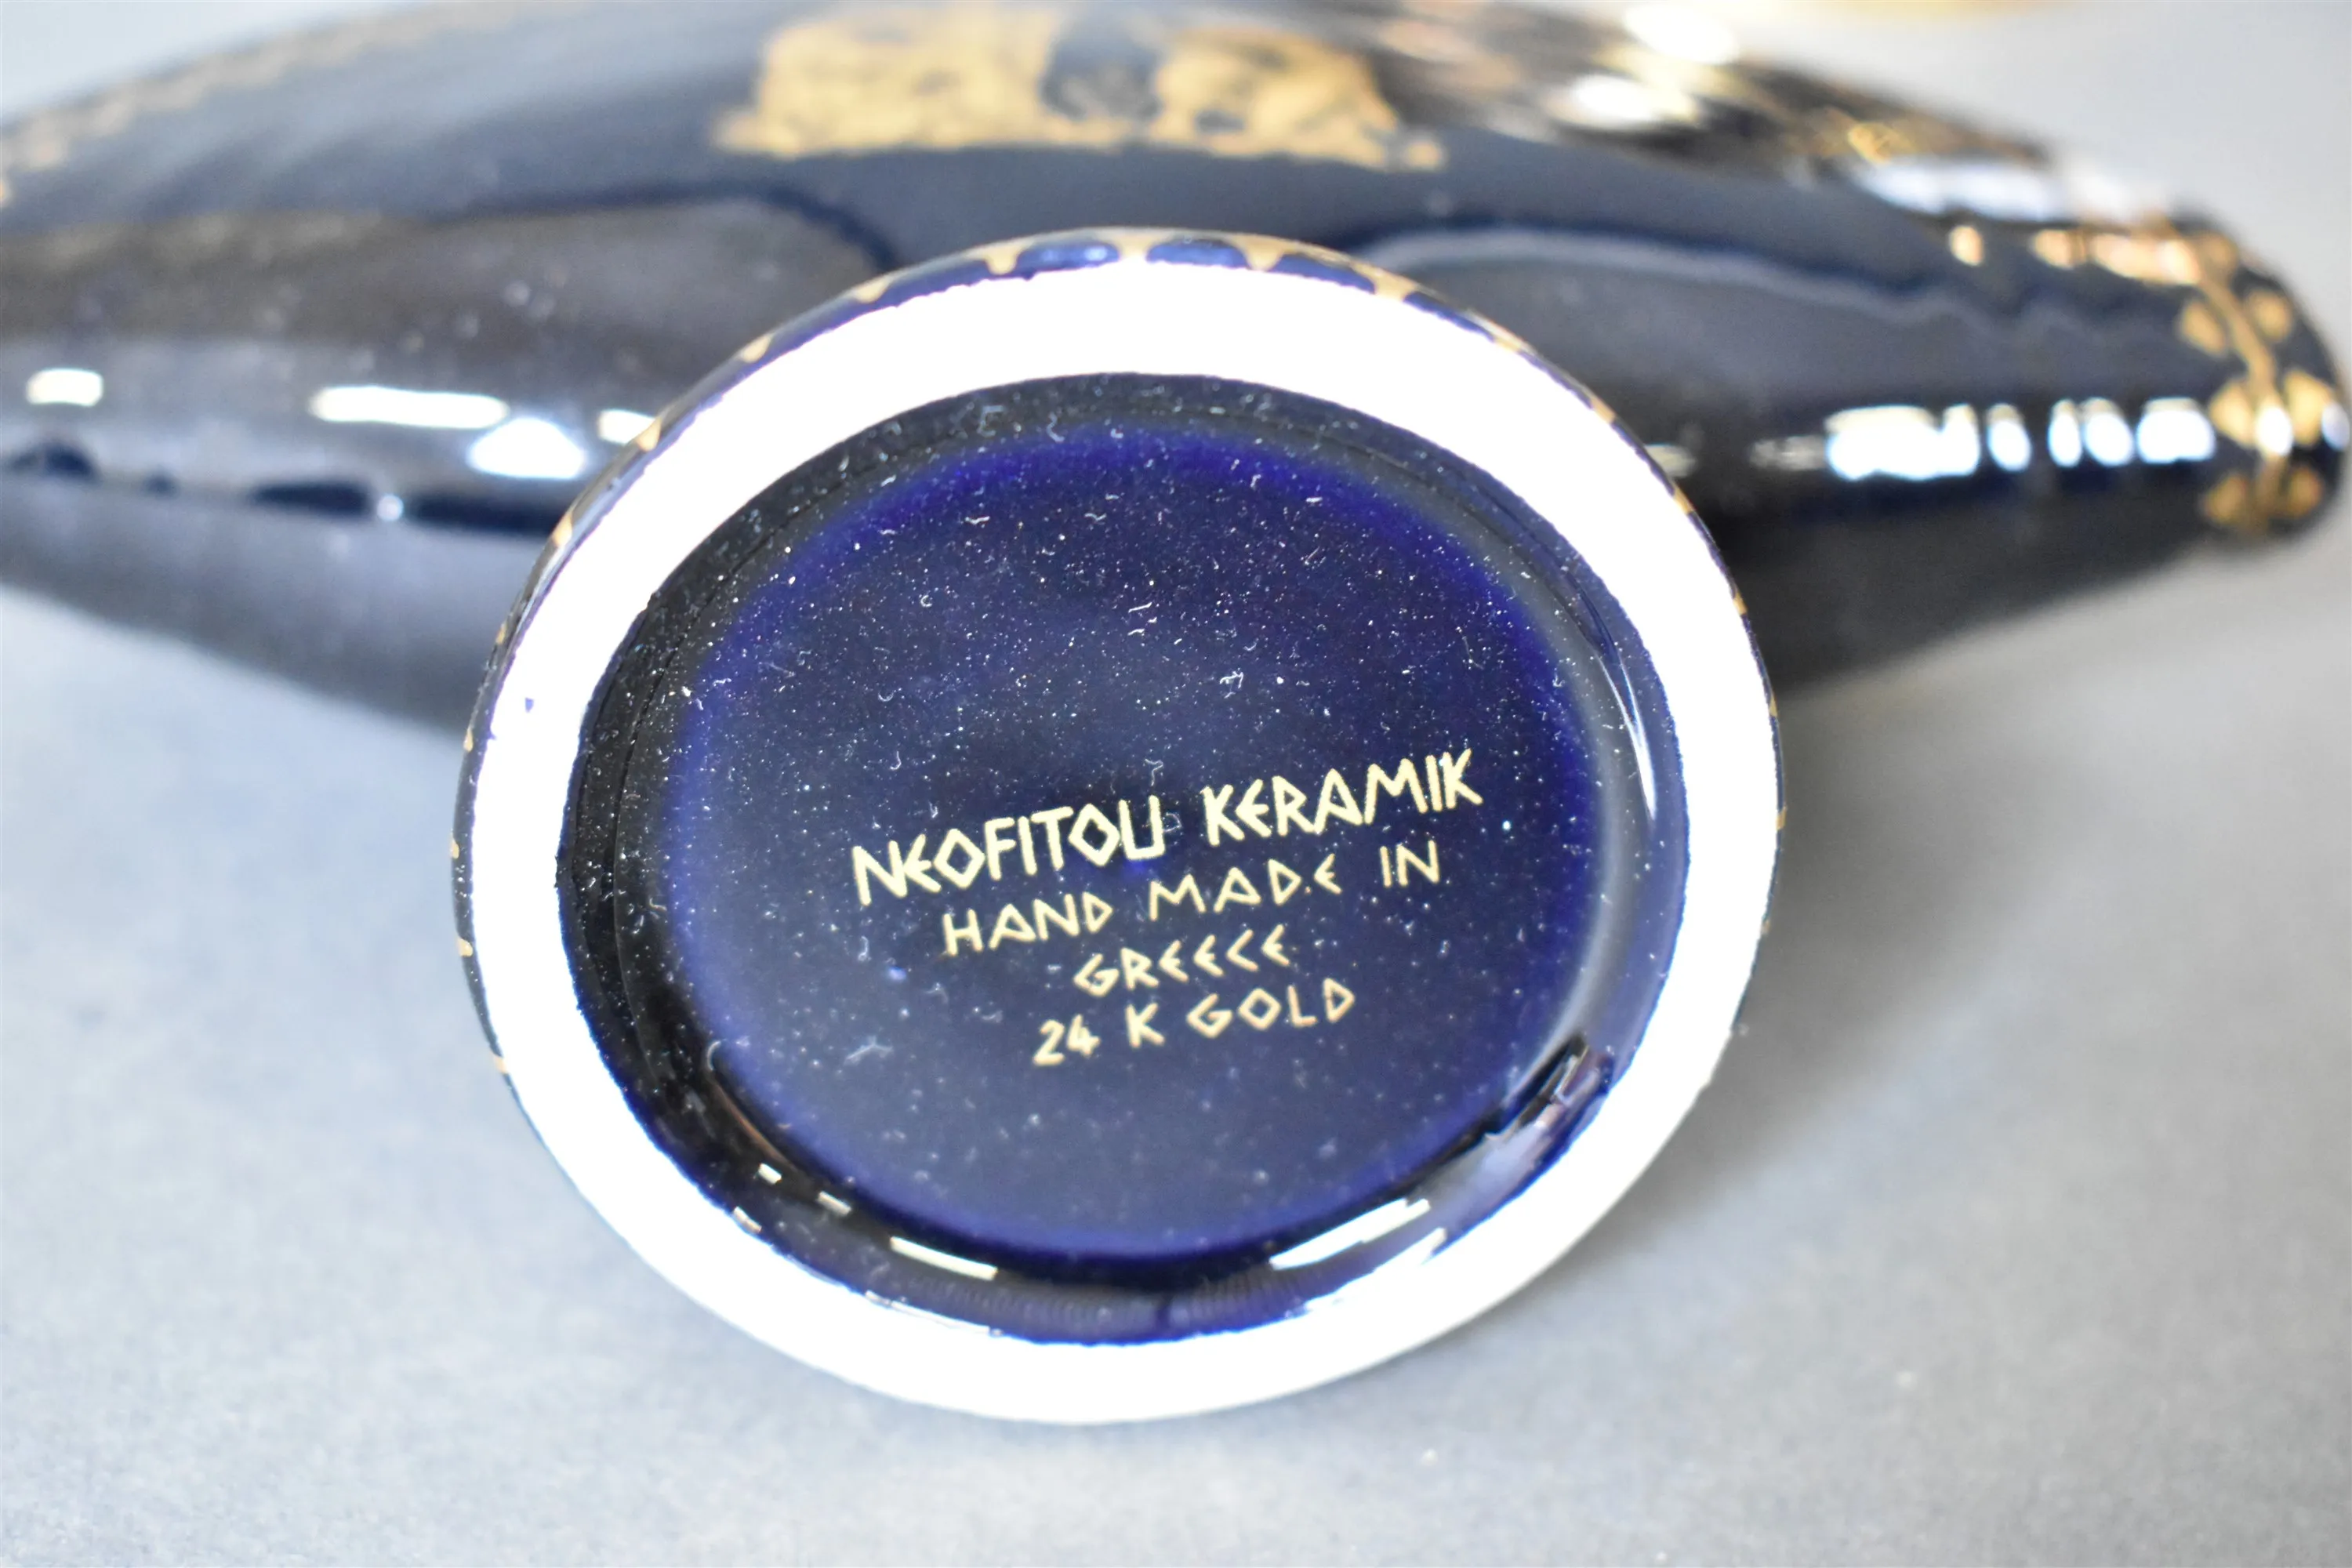 NEOFITOU KERAMIK
HAND MADE IN
GREECE
24 K GOLD